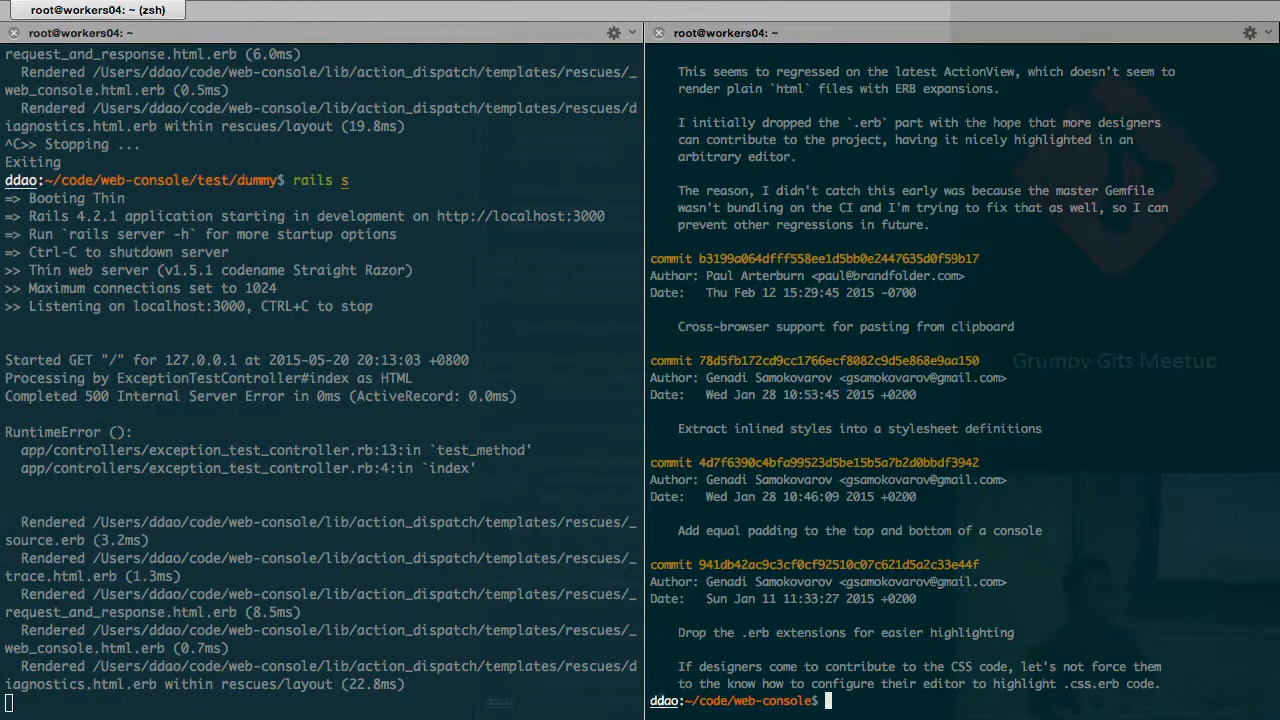 root@workers04: ~ (zsh)
root@workers04: ~
request_and_response.html.erb (6.0ms)
  Rendered /Users/ddao/code/web-console/lib/action_dispatch/templates/rescues/_
web_console.html.erb (0.5ms)
  Rendered /Users/ddao/code/web-console/lib/action_dispatch/templates/rescues/d
iagnostics.html.erb within rescues/layout (19.8ms)
^C>> Stopping ...
Exiting
ddao:~/code/web-console/test/dummy$ rails s
=> Booting Thin
=> Rails 4.2.1 application starting in development on http://localhost:3000
=> Run `rails server -h` for more startup options
=> Ctrl-C to shutdown server
>> Thin web server (v1.5.1 codename Straight Razor)
>> Maximum connections set to 1024
>> Listening on localhost:3000, CTRL+C to stop
Started GET "/" for 127.0.0.1 at 2015-05-20 20:13:03 +0800
Processing by ExceptionTestController#index as HTML
Completed 500 Internal Server Error in 0ms (ActiveRecord: 0.0ms)
RuntimeError ():
  app/controllers/exception_test_controller.rb:13:in `test_method'
  app/controllers/exception_test_controller.rb:4:in `index'
  Rendered /Users/ddao/code/web-console/lib/action_dispatch/templates/rescues/_
source.erb (3.2ms)
  Rendered /Users/ddao/code/web-console/lib/action_dispatch/templates/rescues/_
trace.html.erb (1.3ms)
  Rendered /Users/ddao/code/web-console/lib/action_dispatch/templates/rescues/_
request_and_response.html.erb (8.5ms)
  Rendered /Users/ddao/code/web-console/lib/action_dispatch/templates/rescues/_
web_console.html.erb (0.7ms)
  Rendered /Users/ddao/code/web-console/lib/action_dispatch/templates/rescues/d
iagnostics.html.erb within rescues/layout (22.8ms)
root@workers04: ~
    This seems to regressed on the latest ActionView, which doesn't seem to
    render plain `html` files with ERB expansions.
    I initially dropped the `.erb` part with the hope that more designers
    can contribute to the project, having it nicely highlighted in an
    arbitrary editor.
    The reason, I didn't catch this early was because the master Gemfile
    wasn't bundling on the CI and I'm trying to fix that as well, so I can
    prevent other regressions in future.
commit b3199a064dfff558ee1d5bb0e2447635d0f59b17
Author: Paul Arterburn <paul@brandfolder.com>
Date:   Thu Feb 12 15:29:45 2015 -0700
    Cross-browser support for pasting from clipboard
commit 78d5fb172cd9cc1766ecf8082c9d5e868e9aa150
Author: Genadi Samokovarov <gsamokovarov@gmail.com>
Date:   Wed Jan 28 10:53:45 2015 +0200
    Extract inlined styles into a stylesheet definitions
commit 4d7f6390c4bfa99523d5be15b5a7b2d0bbdf3942
Author: Genadi Samokovarov <gsamokovarov@gmail.com>
Date:   Wed Jan 28 10:46:09 2015 +0200
    Add equal padding to the top and bottom of a console
commit 941db42ac9c3cf0cf92510c07c621d5a2c33e44f
Author: Genadi Samokovarov <gsamokovarov@gmail.com>
Date:   Sun Jan 11 11:33:27 2015 +0200
    Drop the .erb extensions for easier highlighting
    If designers come to contribute to the CSS code, let's not force them
    to the know how to configure their editor to highlight .css.erb code.
ddao:~/code/web-console$
Grumpy Gits Meetup